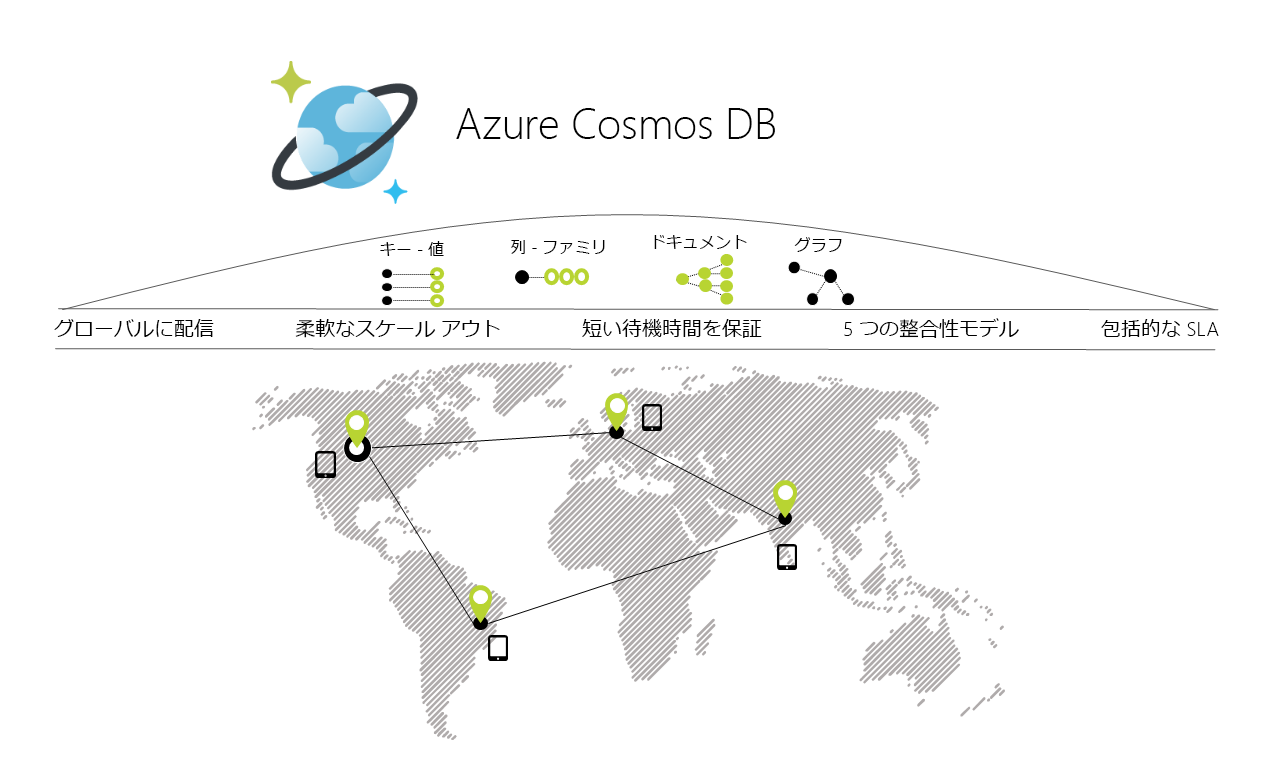 Azure Cosmos DB
キー - 値
列 - ファミリ
ドキュメント
グラフ
グローバルに配信
柔軟なスケール アウト
短い待機時間を保証
5 つの整合性モデル
包括的な SLA